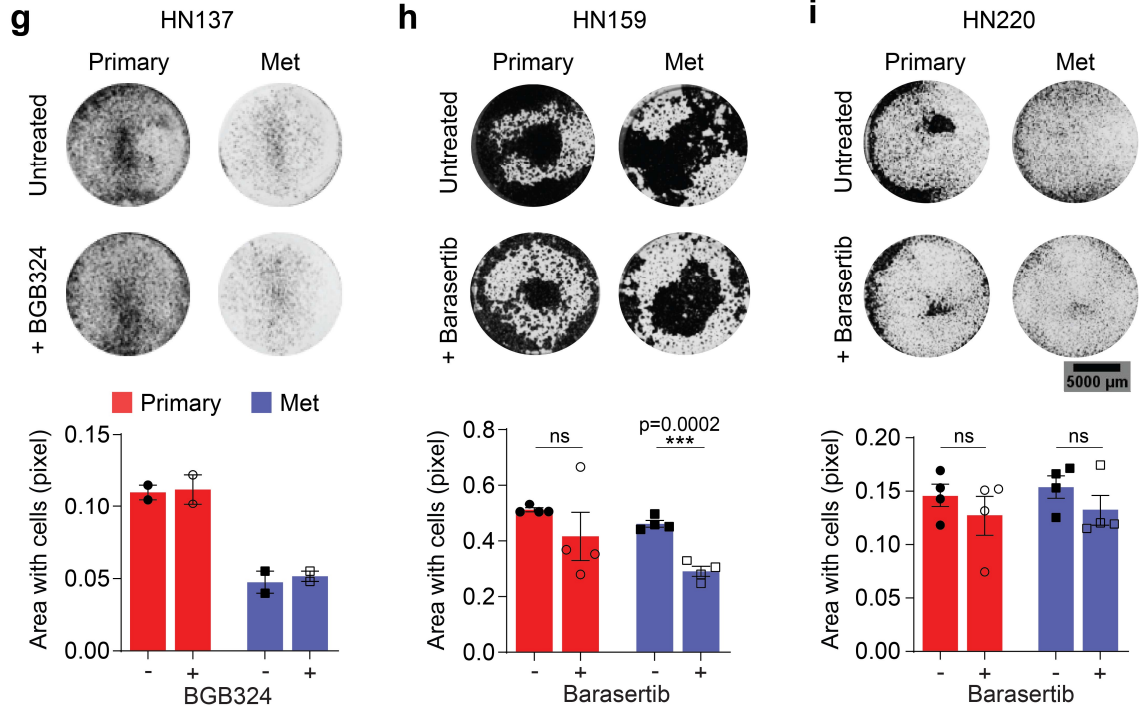 g
HN137
Primary
Met
Untreated
+ BGB324
Primary
Met
Area with cells (pixel)
0.15
0.10
0.05
0.00
- + - +
BGB324
h
HN159
Primary
Met
Untreated
+ Barasertib
Area with cells (pixel)
0.8
0.6
0.4
0.2
0.0
ns
p=0.0002
***
- + - +
Barasertib
i
HN220
Primary
Met
Untreated
+ Barasertib
5000 µm
Area with cells (pixel)
0.20
0.15
0.10
0.05
0.00
ns
ns
- + - +
Barasertib